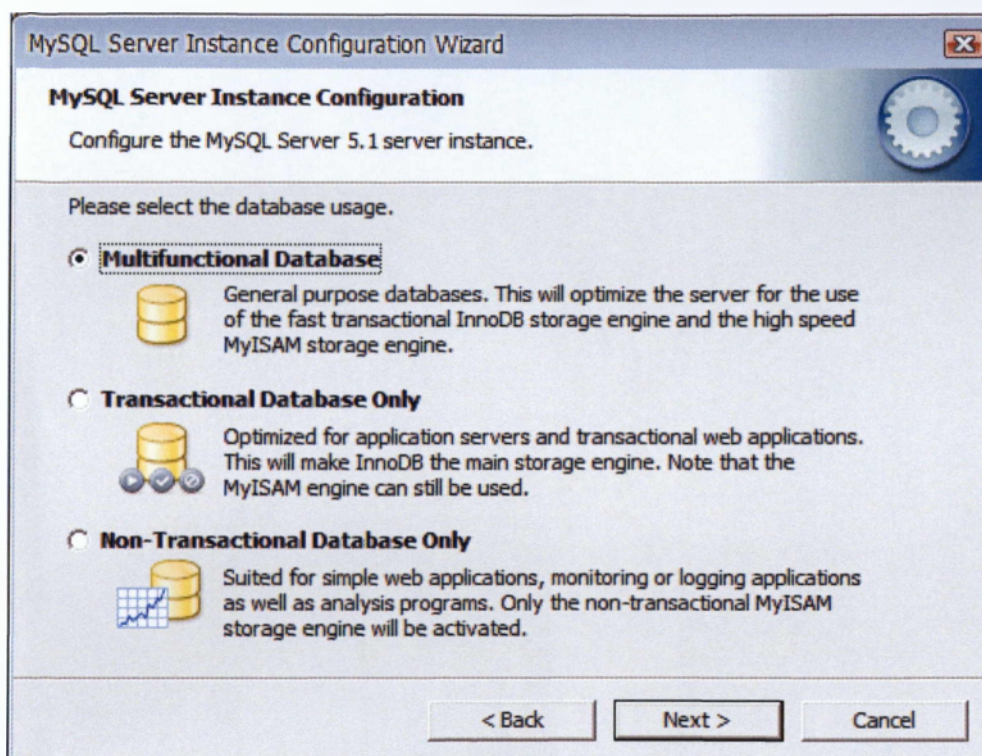 MySQL Server Instance Configuration Wizard
MySQL Server Instance Configuration
Configure the MySQL Server 5.1 server instance.
Please select the database usage.
Multifunctional Database
General purpose databases. This will optimize the server for the use
of the fast transactional InnoDB storage engine and the high speed
MyISAM storage engine.
Transactional Database Only
Optimized for application servers and transactional web applications.
This will make InnoDB the main storage engine. Note that the
MyISAM engine can still be used.
Non-Transactional Database Only
Suited for simple web applications, monitoring or logging applications
as well as analysis programs. Only the non-transactional MyISAM
storage engine will be activated.
< Back
Next >
Cancel